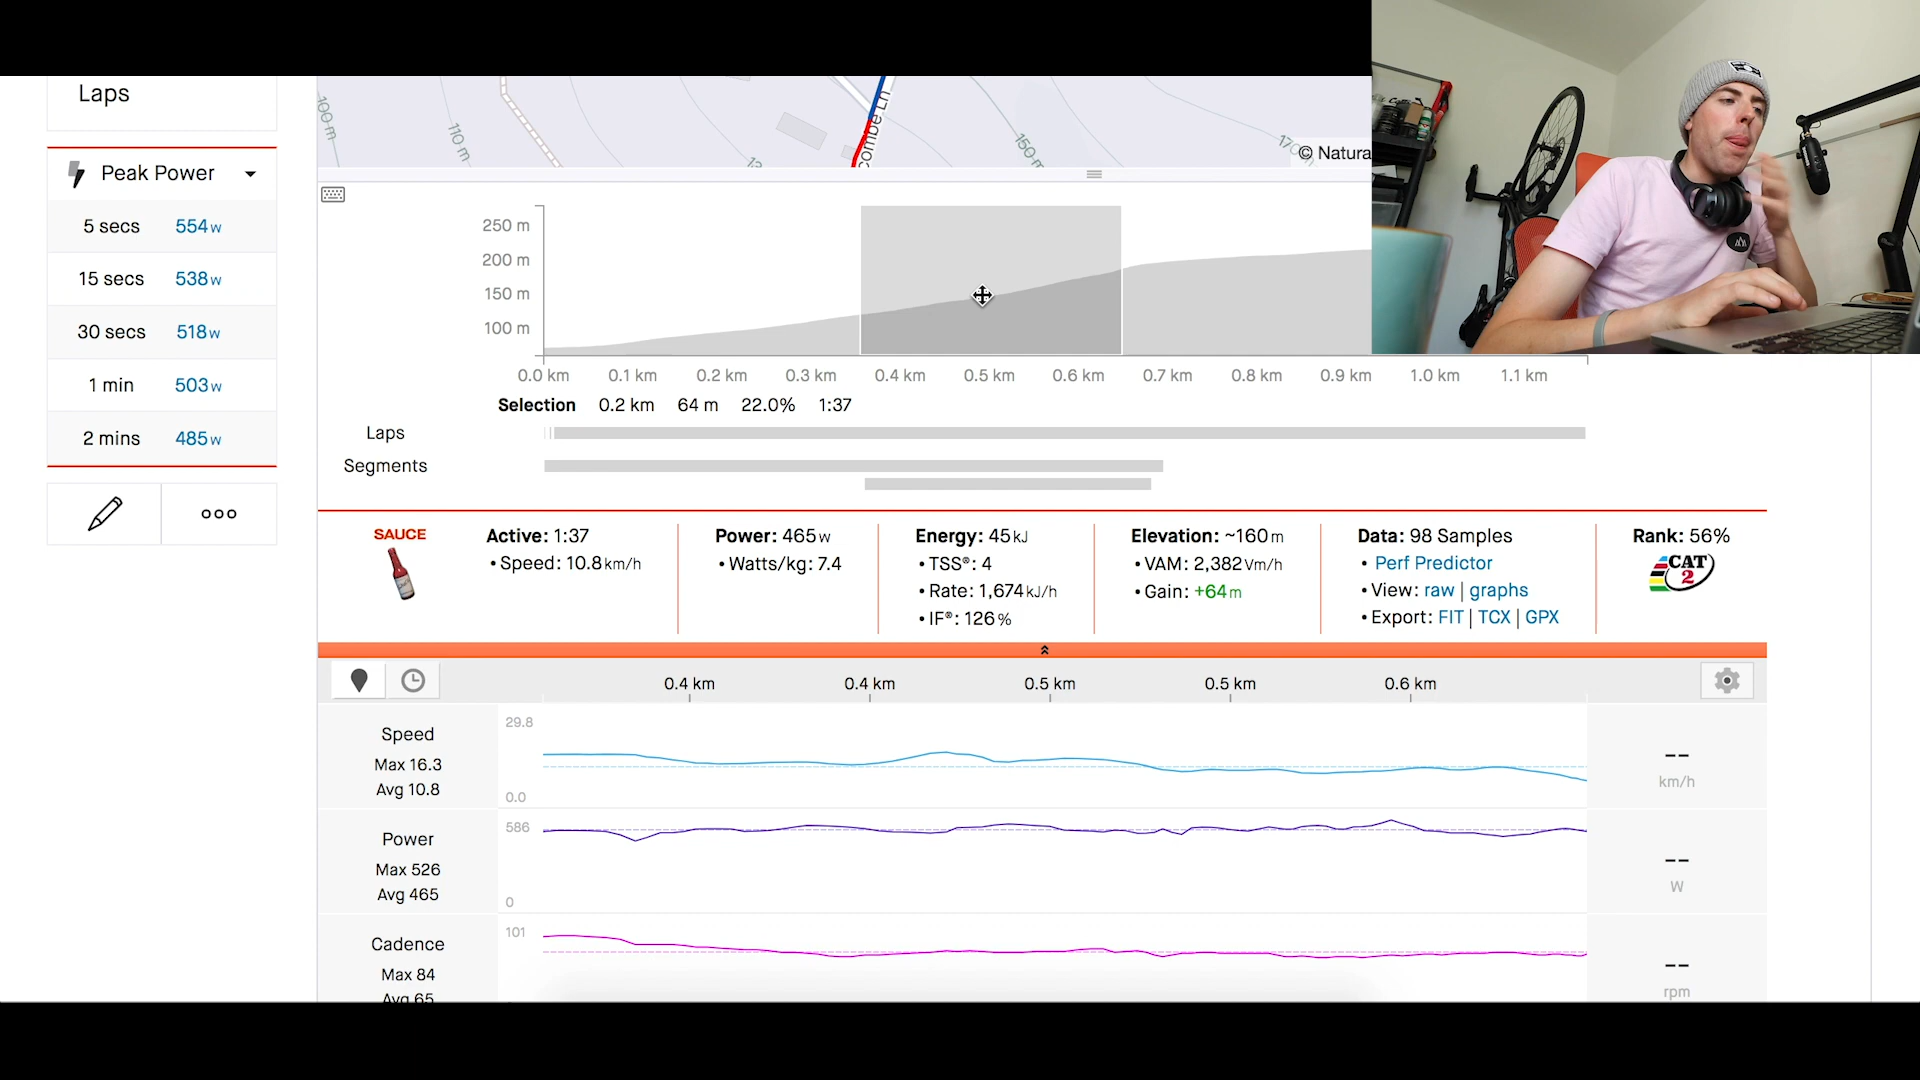 Laps
Peak Power
5 secs 554w
15 secs 538w
30 secs 518w
1 min 503w
2 mins 485w
100 m
110 m
combe Ln
150 m
© Natura
250 m
200 m
150 m
100 m
0.0 km 0.1 km 0.2 km 0.3 km 0.4 km 0.5 km 0.6 km 0.7 km 0.8 km 0.9 km 1.0 km 1.1 km
Selection 0.2 km 64 m 22.0% 1:37
Laps
Segments
SAUCE
Active: 1:37
• Speed: 10.8km/h
Power: 465w
• Watts/kg: 7.4
Energy: 45kJ
• TSS®: 4
• Rate: 1,674kJ/h
• IF®: 126%
Elevation: ~160m
• VAM: 2,382Vm/h
• Gain: +64m
Data: 98 Samples
• Perf Predictor
• View: raw | graphs
• Export: FIT | TCX | GPX
Rank: 56%
CAT
2
0.4 km 0.4 km 0.5 km 0.5 km 0.6 km
Speed
Max 16.3
Avg 10.8
29.8
0.0
--
km/h
Power
Max 526
Avg 465
586
0
--
W
Cadence
Max 84
Avg 65
101
--
rpm